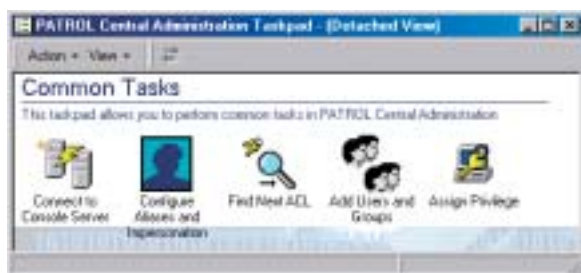 PATROL Central Administration Taskpad - (Detached View)
Action View
Common Tasks
This taskpad allows you to perform common tasks in PATROL Central Administration
Connect to
Console Server
Configure
Aliases and
Impersonation
Find Next ACL
Add Users and
Groups
Assign Privilege